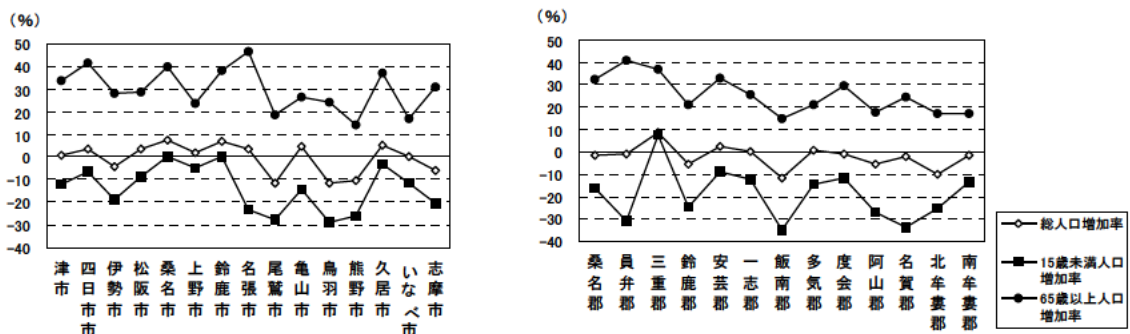 (%)
50
40
30
20
10
0
-10
-20
-30
-40
津市
四日市市
伊勢市
松阪市
桑名市
上野市
鈴鹿市
名張市
尾鷲市
亀山市
鳥羽市
熊野市
久居市
いなべ市
志摩市
(%)
50
40
30
20
10
0
-10
-20
-30
-40
桑名郡
員弁郡
三重郡
鈴鹿郡
安芸郡
一志郡
飯南郡
多気郡
度会郡
阿山郡
名賀郡
北牟婁郡
南牟婁郡
総人口増加率
15歳未満人口
増加率
65歳以上人口
増加率